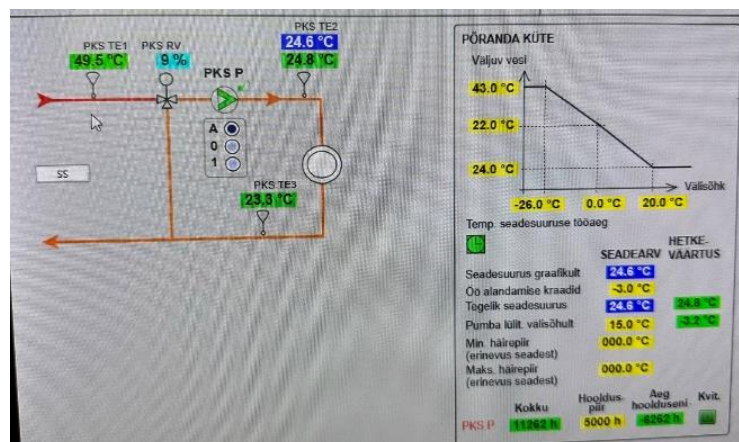 PKS TE1
49.5 °C
PKS RV
9 %
PKS P
PKS TE2
24.6 °C
24.8 °C
A
0
1
SS
PKS TE3
23.3 °C
PÕRANDA KÜTE
Väljuv vesi
43.0 °C
22.0 °C
24.0 °C
Välisõhk
-26.0 °C 0.0 °C 20.0 °C
Temp. seadesuuruse tööaeg
SEADEARV HETKE-VÄÄRTUS
Seadesuurus graafikult 24.6 °C
Öö alandamise kraadid -3.0 °C
Tegelik seadesuurus 24.6 °C 24.8 °C
Pumba lülit. välisõhult 15.0 °C -3.2 °C
Min. häirepiir 000.0 °C
(erinevus seadest)
Maks. häirepiir 000.0 °C
(erinevus seadest)
Kokku Hooldus-piir Aeg hoolduseni Kvit.
PKS P 11262 h 5000 h -6262 h